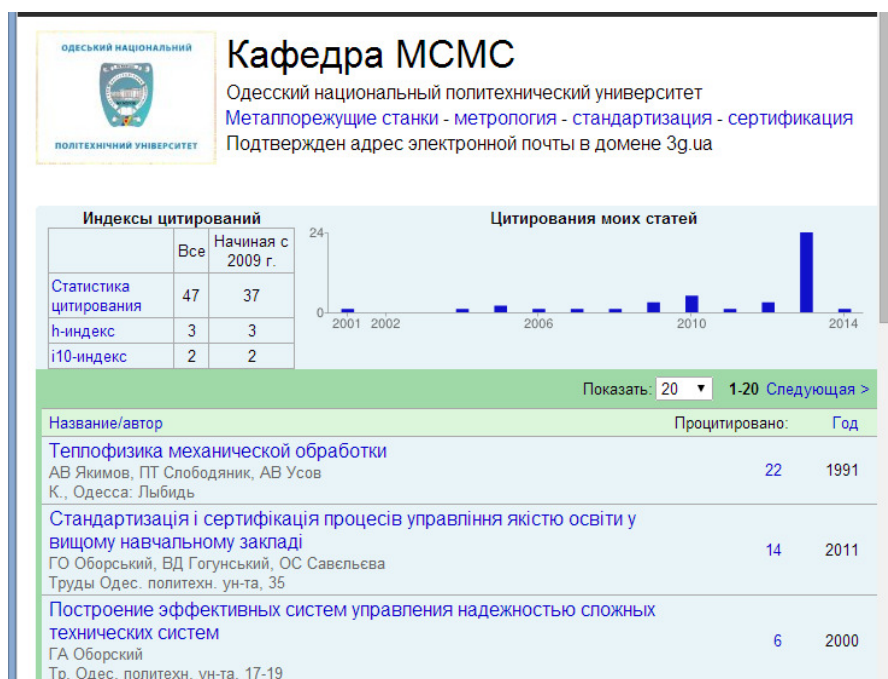 ОДЕСЬКИЙ НАЦІОНАЛЬНИЙ
ПОЛІТЕХНІЧНИЙ УНІВЕРСИТЕТ
Кафедра МСМС
Одесский национальный политехнический университет
Металлорежущие станки - метрология - стандартизация - сертификация
Подтвержден адрес электронной почты в домене 3g.ua
Индексы цитирований
Все
Начиная с
2009 г.
Статистика
цитирования
47
37
h-индекс
3
3
i10-индекс
2
2
Цитирования моих статей
24
0
2001 2002 2006 2010 2014
Показать: 20 1-20 Следующая >
Название/автор Процитировано: Год
Теплофизика механической обработки
АВ Якимов, ПТ Слободяник, АВ Усов
К., Одесса: Лыбидь
22 1991
Стандартизація і сертифікація процесів управління якістю освіти у
вищому навчальному закладі
ГО Оборський, ВД Гогунський, ОС Савєльєва
Труды Одес. политехн. ун-та, 35
14 2011
Построение эффективных систем управления надежностью сложных
технических систем
ГА Оборский
Тр. Одес. политехн. ун-та, 17-19
6 2000